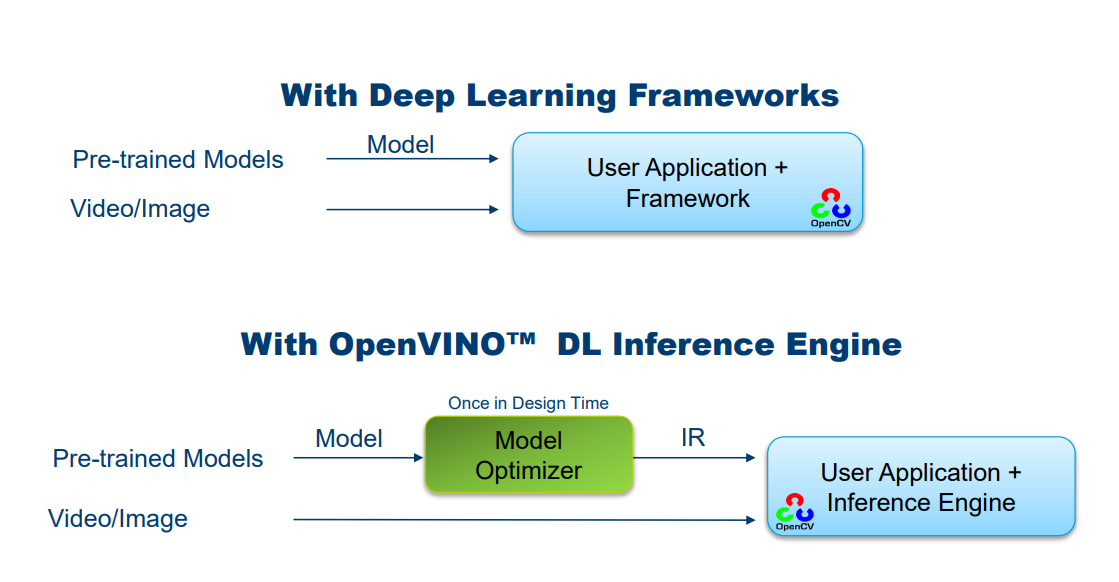 With Deep Learning Frameworks
Model
Pre-trained Models
User Application +
Framework
Video/Image
OpenCV
With OpenVINO™ DL Inference Engine
Once in Design Time
Model
Model
Optimizer
IR
Pre-trained Models
User Application +
Inference Engine
Video/Image
OpenCV